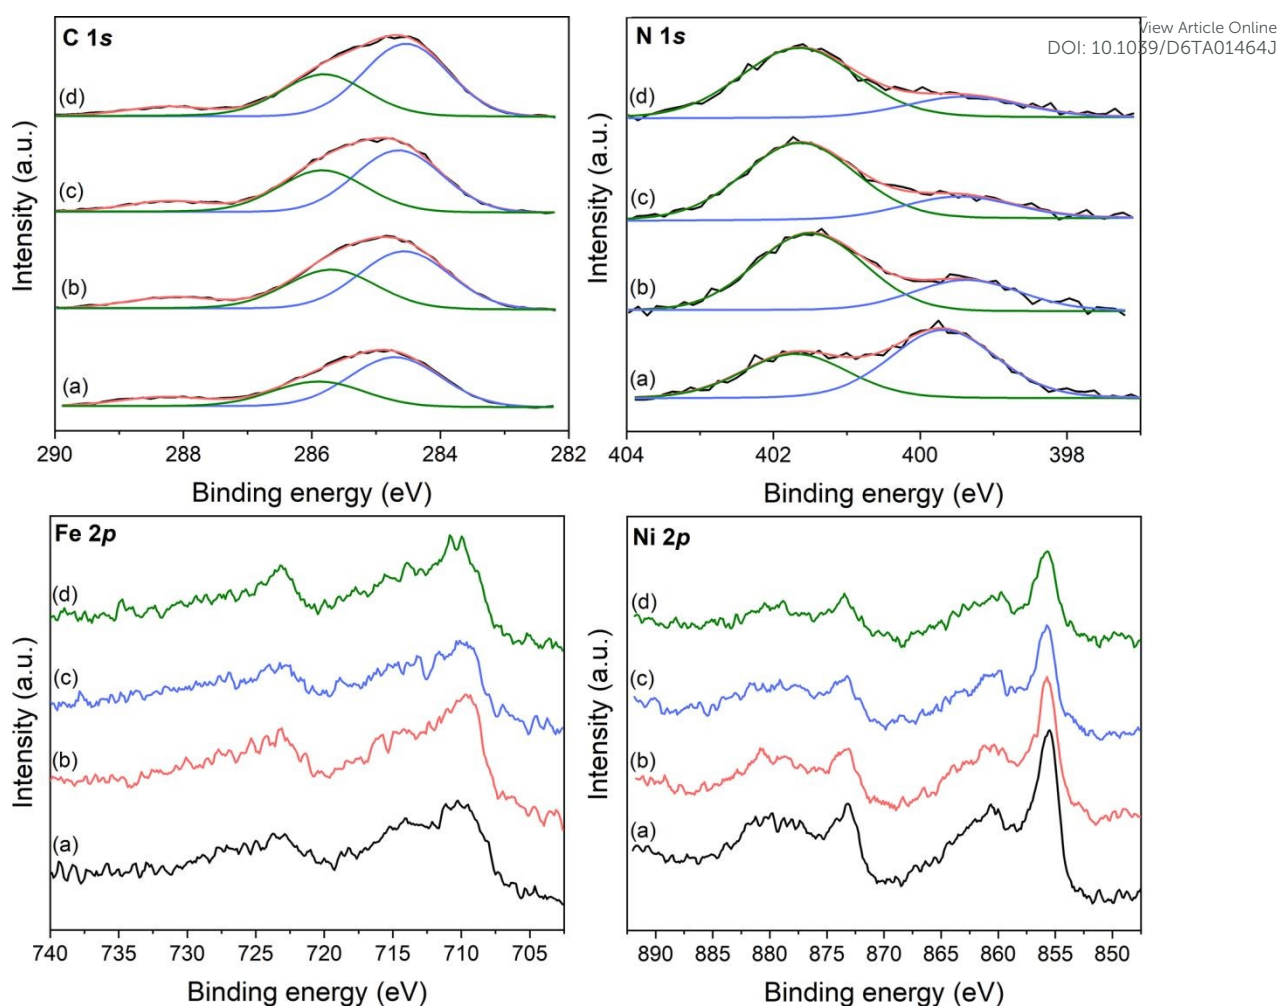 View Article Online
DOI: 10.1039/D6TA01464J
C 1s
(d)
(c)
(b)
(a)
Intensity (a.u.)
290 288 286 284 282
Binding energy (eV)
N 1s
(d)
(c)
(b)
(a)
Intensity (a.u.)
404 402 400 398
Binding energy (eV)
Fe 2p
(d)
(c)
(b)
(a)
Intensity (a.u.)
740 735 730 725 720 715 710 705
Binding energy (eV)
Ni 2p
(d)
(c)
(b)
(a)
Intensity (a.u.)
890 885 880 875 870 865 860 855 850
Binding energy (eV)